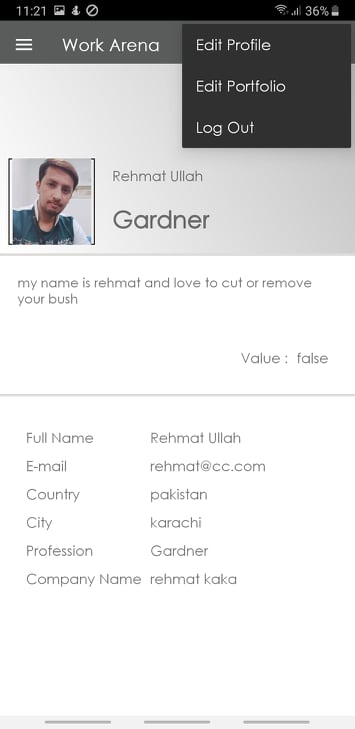 11:21 36%
Work Arena
Edit Profile
Edit Portfolio
Log Out
Rehmat Ullah
Gardner
my name is rehmat and love to cut or remove
your bush
Value : false
Full Name Rehmat Ullah
E-mail rehmat@cc.com
Country pakistan
City karachi
Profession Gardner
Company Name rehmat kaka